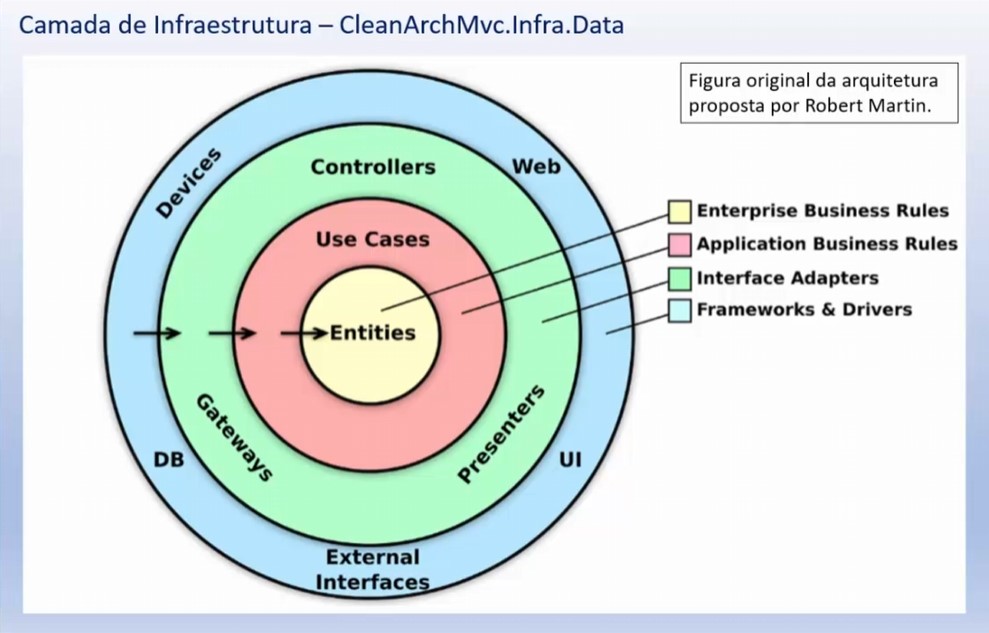 Camada de Infraestrutura – CleanArchMvc.Infra.Data
Figura original da arquitetura
proposta por Robert Martin.
Devices
Controllers
Web
Use Cases
Entities
Gateways
Presenters
DB
UI
External
Interfaces
Enterprise Business Rules
Application Business Rules
Interface Adapters
Frameworks & Drivers